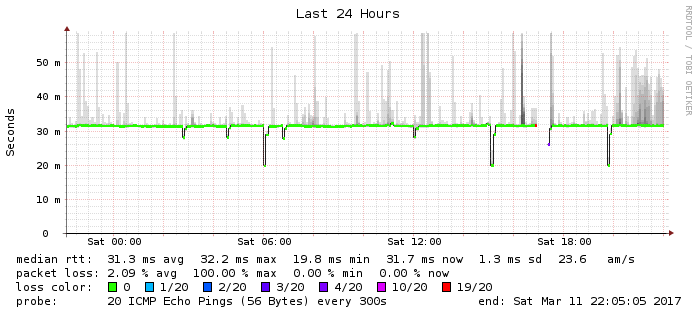 Last 24 Hours
RRDTOOL / TOBI OETIKER
Seconds
50 m
40 m
30 m
20 m
10 m
0
Sat 00:00 Sat 06:00 Sat 12:00 Sat 18:00
median rtt: 31.3 ms avg 32.2 ms max 19.8 ms min 31.7 ms now 1.3 ms sd 23.6 am/s
packet loss: 2.09 % avg 100.00 % max 0.00 % min 0.00 % now
loss color: 0 1/20 2/20 3/20 4/20 10/20 19/20
probe: 20 ICMP Echo Pings (56 Bytes) every 300s end: Sat Mar 11 22:05:05 2017